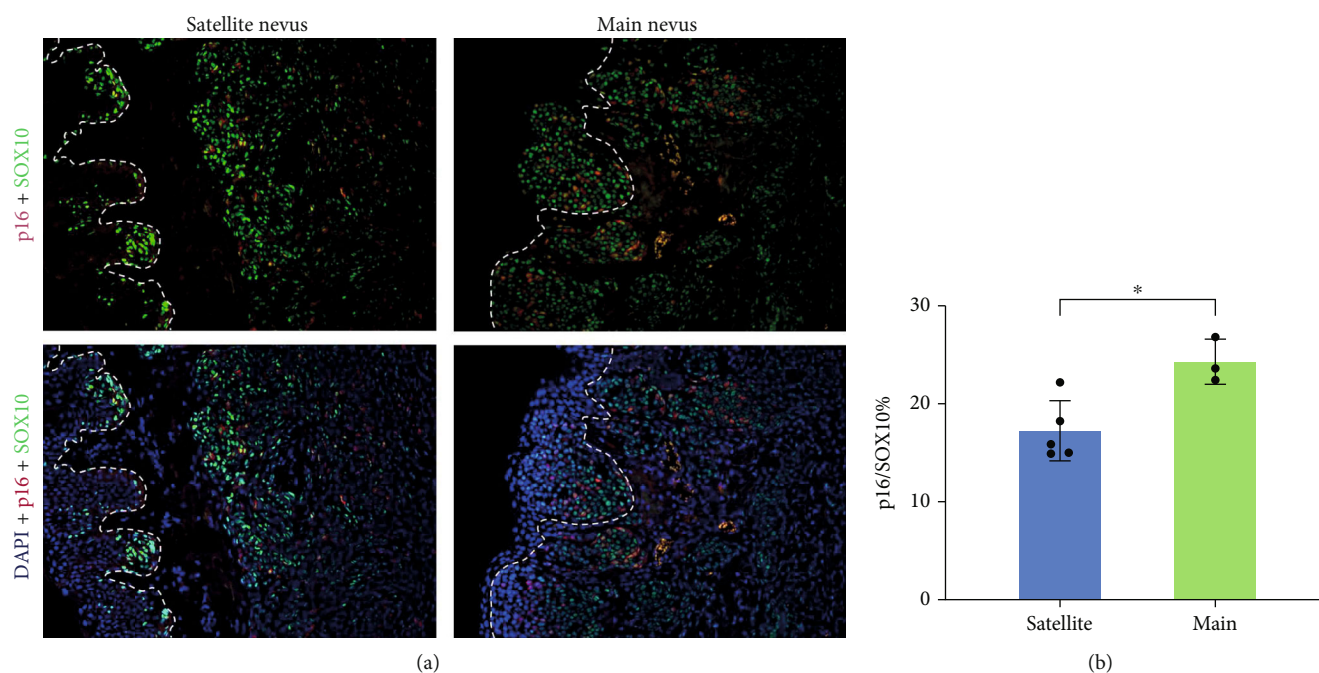 Satellite nevus
Main nevus
p16 + SOX10
DAPI + p16 + SOX10
(a)
*
p16/SOX10%
30
20
10
0
Satellite
Main
(b)